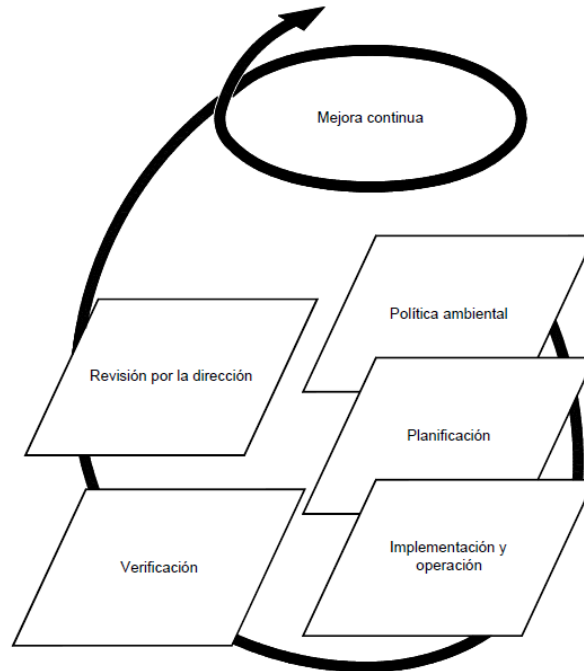 Mejora continua
Política ambiental
Revisión por la dirección
Planificación
Implementación y
operación
Verificación